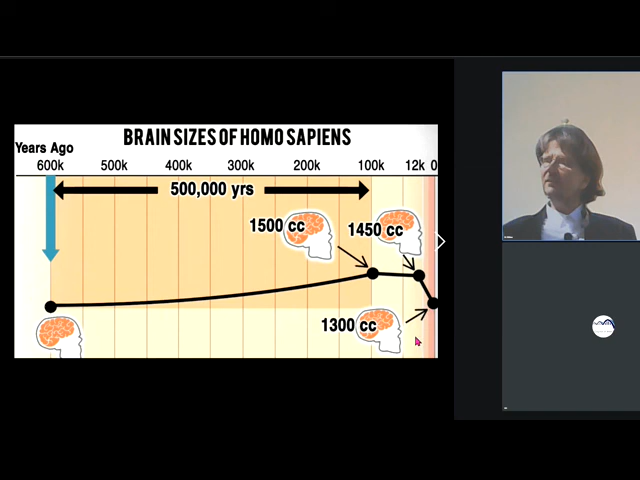 BRAIN SIZES OF HOMO SAPIENS
Years Ago
600k 500k 400k 300k 200k 100k 12k 0
500,000 yrs
1500 cc
1450 cc
1300 cc